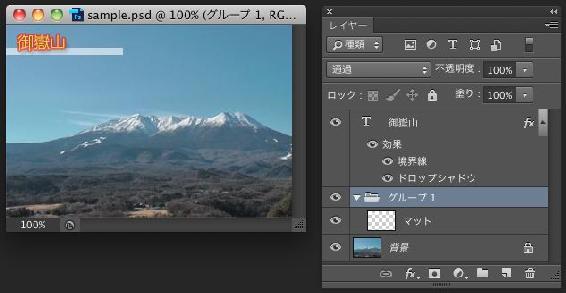 sample.psd @ 100% (グループ 1, RG...
御嶽山
100%
レイヤー
種類
通過
不透明度: 100%
ロック:
塗り: 100%
T 御嶽山 fx
効果
境界線
ドロップシャドウ
グループ 1
マット
背景
fx